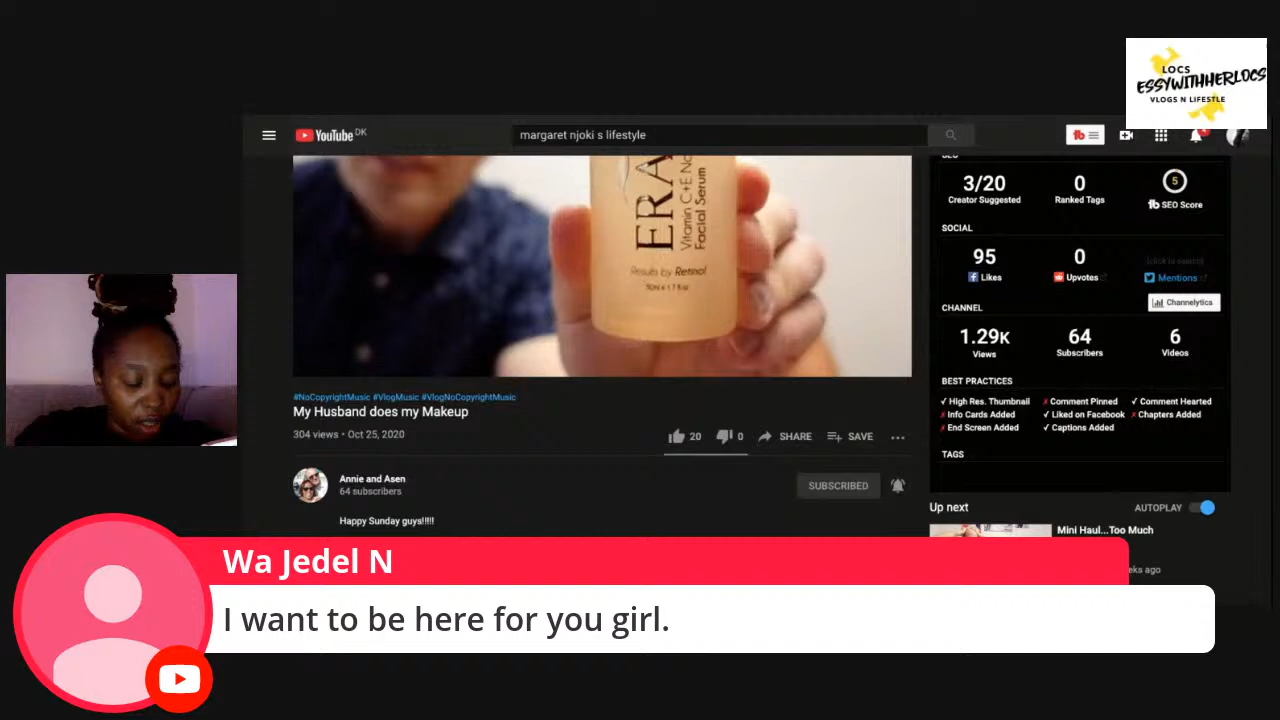 LOCS
ESSYWITHHERLOCS
VLOGS N LIFESTLE
YouTube DK
margaret njoki s lifestyle
ERA
Vitamin C+E
Facial Serum
Results by Retinol
3/20
Creator Suggested
0
Ranked Tags
5
tb SEO Score
SOCIAL
95
Likes
0
Upvotes
Mentions
CHANNEL
Channelytics
1.29K
Views
64
Subscribers
6
Videos
BEST PRACTICES
✓ High Res. Thumbnail
✗ Comment Pinned
✓ Comment Hearted
✗ Info Cards Added
✓ Liked on Facebook
✗ Chapters Added
✗ End Screen Added
✓ Captions Added
TAGS
#NoCopyrightMusic #VlogMusic #VlogNoCopyrightMusic
My Husband does my Makeup
304 views • Oct 25, 2020
20
0
SHARE
SAVE
Annie and Asen
64 subscribers
SUBSCRIBED
Happy Sunday guys!!!!!
Up next
AUTOPLAY
Mini Haul...Too Much
eks ago
Wa Jedel N
I want to be here for you girl.